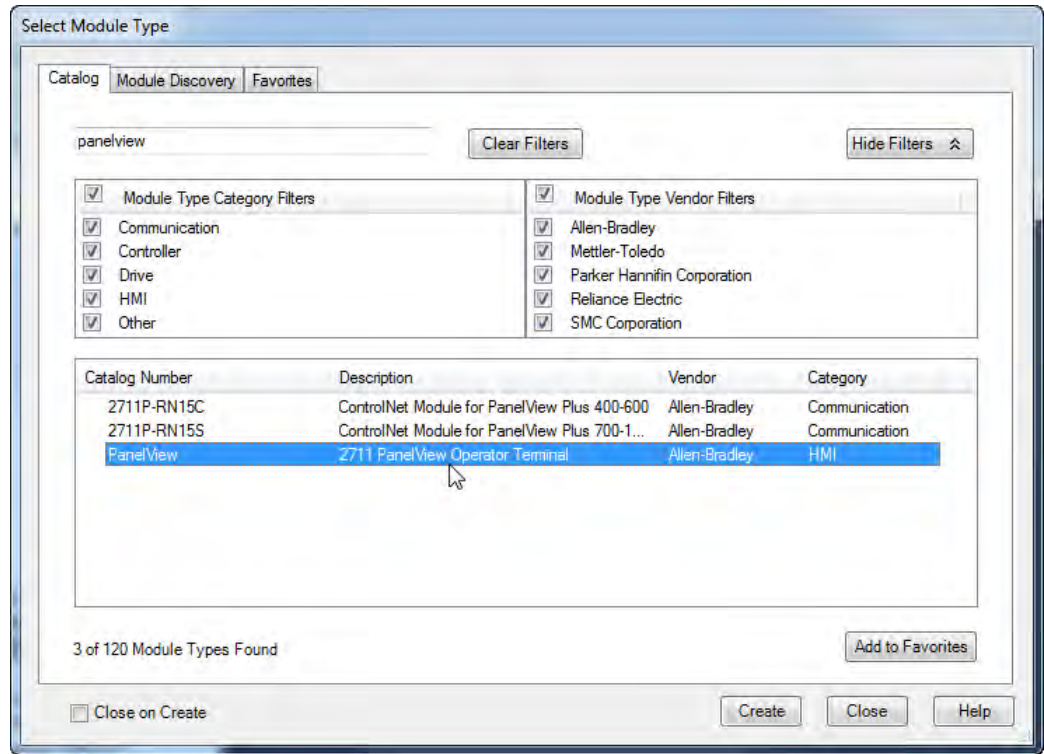 Select Module Type
Catalog Module Discovery Favorites
panelview Clear Filters Hide Filters
Module Type Category Filters Module Type Vendor Filters
Communication Allen-Bradley
Controller Mettler-Toledo
Drive Parker Hannifin Corporation
HMI Reliance Electric
Other SMC Corporation
Catalog Number Description Vendor Category
2711P-RN15C ControlNet Module for PanelView Plus 400-600 Allen-Bradley Communication
2711P-RN15S ControlNet Module for PanelView Plus 700-1... Allen-Bradley Communication
PanelView 2711 PanelView Operator Terminal Allen-Bradley HMI
3 of 120 Module Types Found Add to Favorites
Close on Create Create Close Help